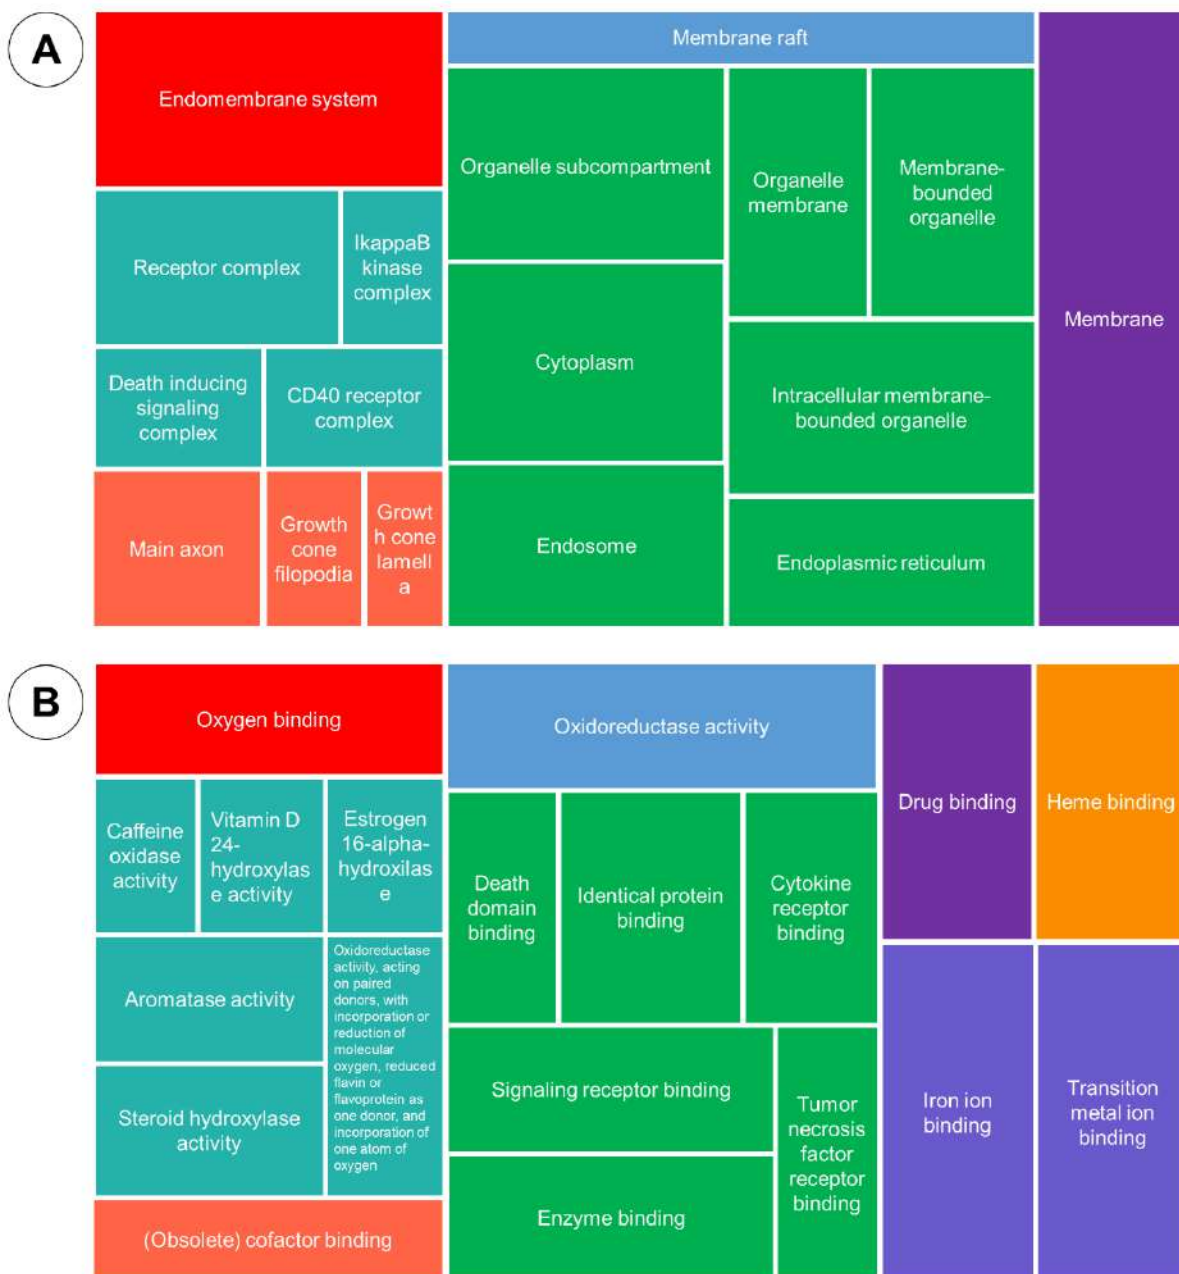 A
Endomembrane system
Receptor complex
IkappaB
kinase
complex
Death inducing
signaling
complex
CD40 receptor
complex
Main axon
Growth
cone
filopodia
Growt
h cone
lamell
a
Membrane raft
Organelle subcompartment
Organelle
membrane
Membrane-
bounded
organelle
Cytoplasm
Intracellular membrane-
bounded organelle
Endosome
Endoplasmic reticulum
Membrane
B
Oxygen binding
Caffeine
oxidase
activity
Vitamin D
24-
hydroxylas
e activity
Estrogen
16-alpha-
hydroxilas
e
Aromatase activity
Steroid hydroxylase
activity
Oxidoreductase
activity, acting
on paired
donors, with
incorporation or
reduction of
molecular
oxygen, reduced
flavin or
flavoprotein as
one donor, and
incorporation of
one atom of
oxygen
(Obsolete) cofactor binding
Oxidoreductase activity
Death
domain
binding
Identical protein
binding
Cytokine
receptor
binding
Signaling receptor binding
Enzyme binding
Tumor
necrosis
factor
receptor
binding
Drug binding
Heme binding
Iron ion
binding
Transition
metal ion
binding